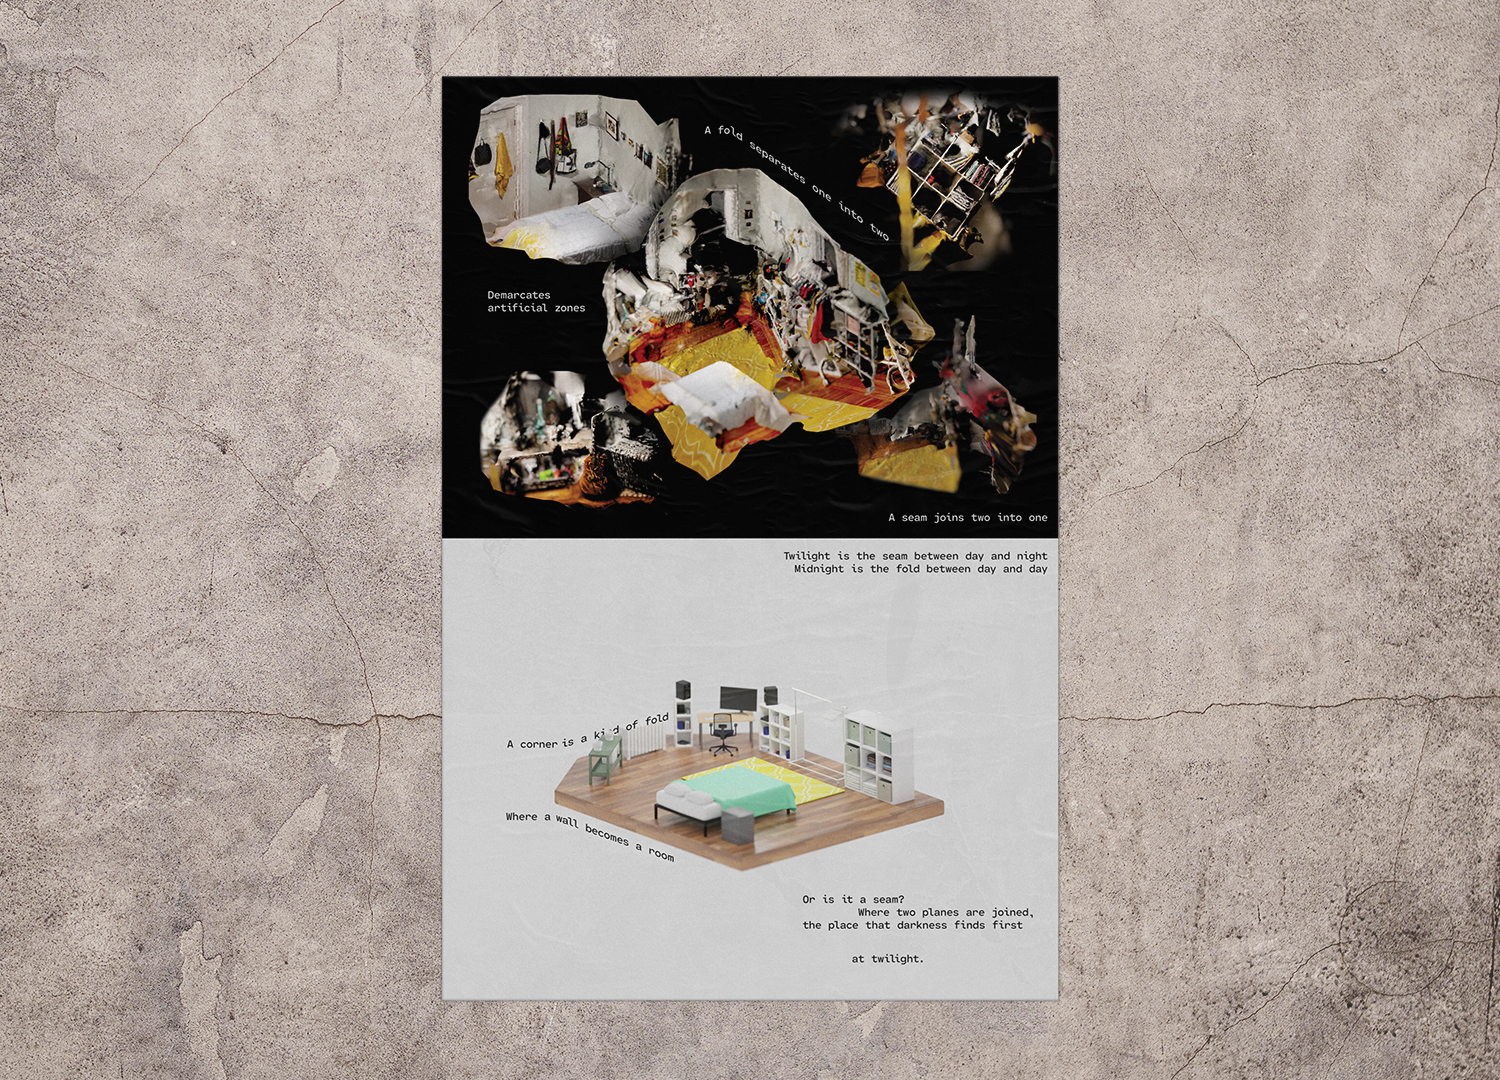 A fold separates one into two
Demarcates
artificial zones
A seam joins two into one
Twilight is the seam between day and night
Midnight is the fold between day and day
A corner is a kind of fold
Where a wall becomes a room
Or is it a seam?
Where two planes are joined,
the place that darkness finds first
at twilight.